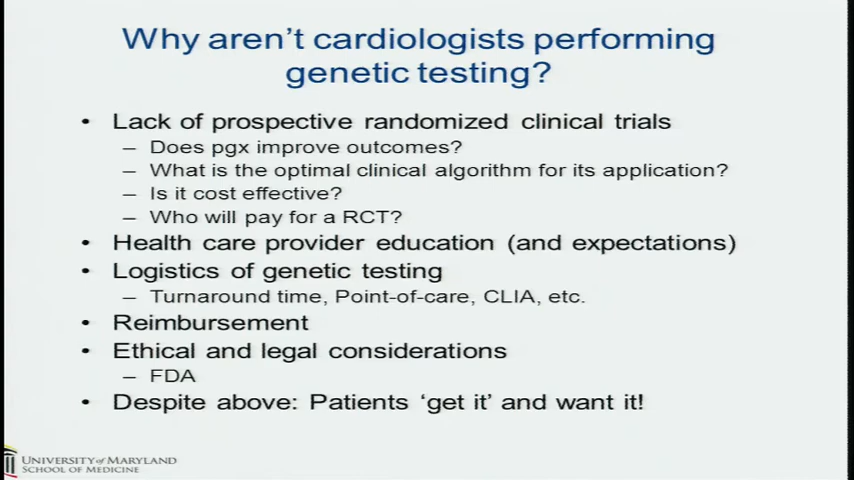 Why aren't cardiologists performing
genetic testing?
• Lack of prospective randomized clinical trials
– Does pgx improve outcomes?
– What is the optimal clinical algorithm for its application?
– Is it cost effective?
– Who will pay for a RCT?
• Health care provider education (and expectations)
• Logistics of genetic testing
– Turnaround time, Point-of-care, CLIA, etc.
• Reimbursement
• Ethical and legal considerations
– FDA
• Despite above: Patients 'get it' and want it!
UNIVERSITY of MARYLAND
SCHOOL OF MEDICINE